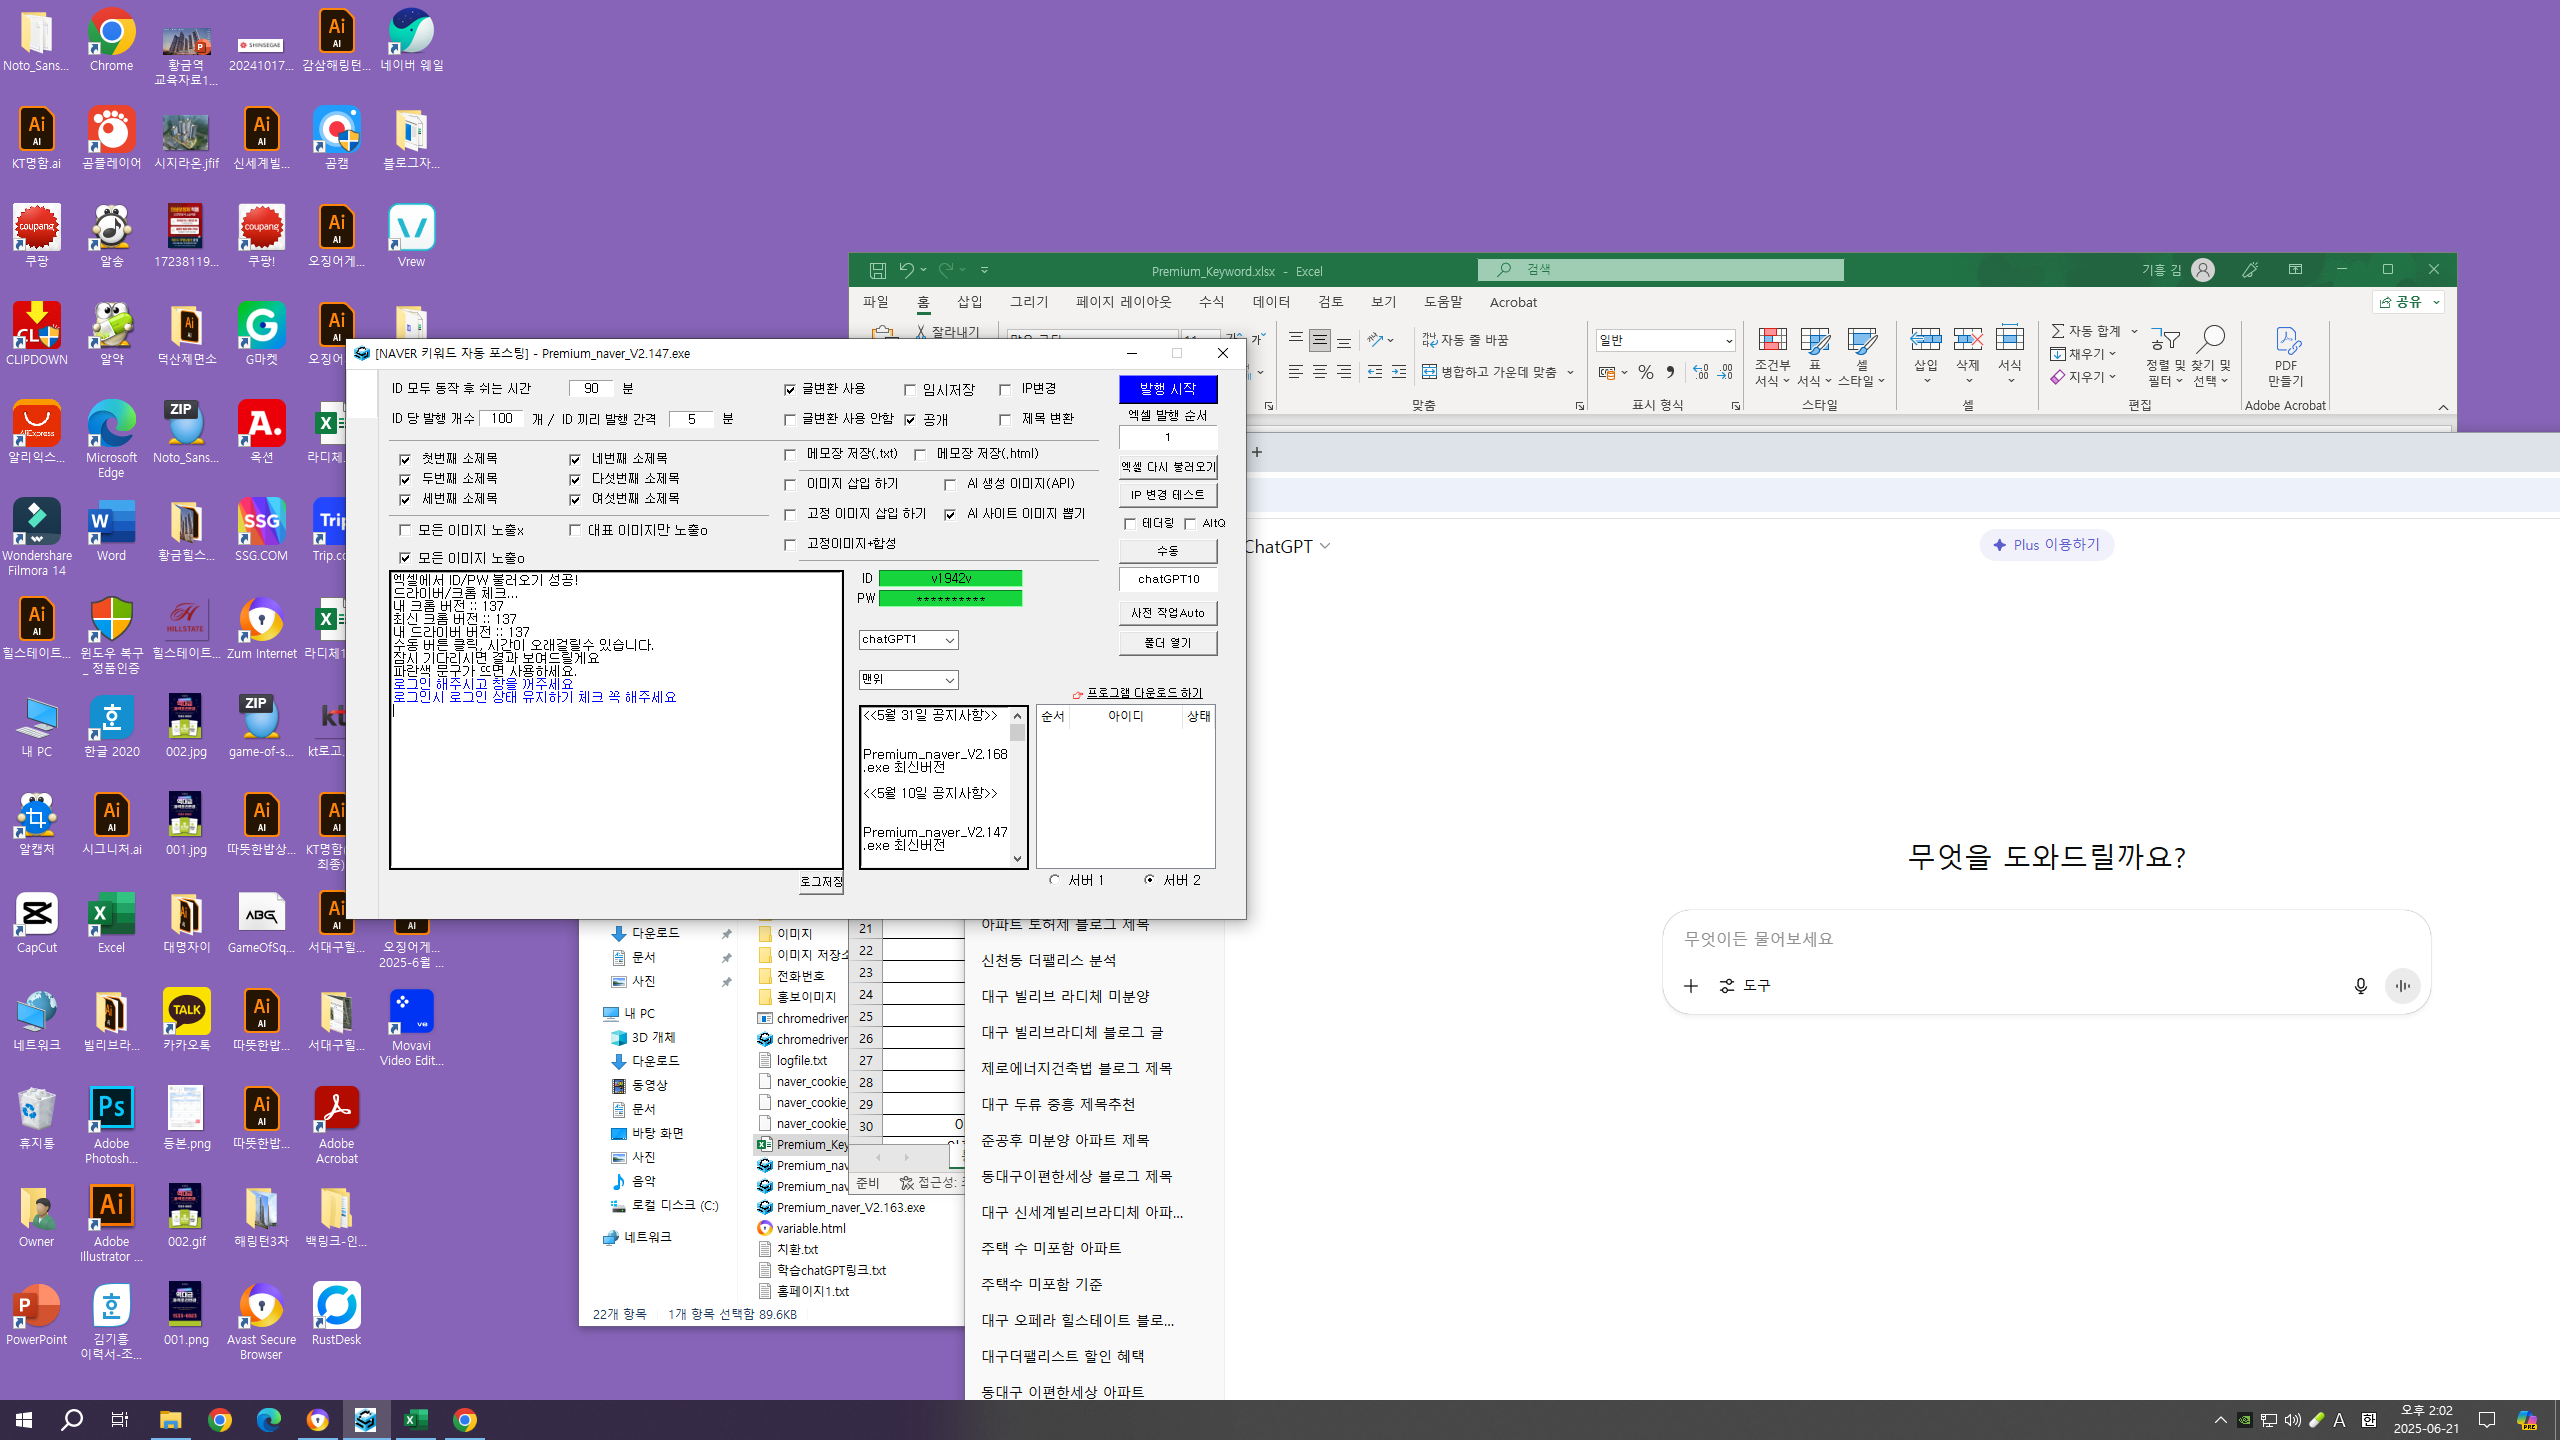 Noto_Sans...
Chrome
황금역
교육자료1...
20241017...
감삼해링턴...
네이버 웨일
KT명함.ai
곰플레이어
시지라온.jfif
신세계빌...
곰캠
블로그자...
쿠팡
알송
17238119...
쿠팡!
오징어게...
Vrew
CLIPDOWN
알약
덕산제면소
G마켓
오징어...
알리익스...
Microsoft
Edge
Noto_Sans...
옥션
라디체
Wondershare
Filmora 14
Word
황금힐스...
SSG.COM
힐스테이트...
윈도우 복구
_ 정품인증
힐스테이트...
Zum Internet
내 PC
한글 2020
002.jpg
game-of-s...
kt로고
알캡처
시그니처.ai
001.jpg
따뜻한밥상...
KT명함
최종)
CapCut
Excel
대명자이
GameOfSq...
서대구힐...
오징어게...
2025-6월 ...
네트워크
빌리브라...
카카오톡
따뜻한밥...
서대구힐...
Movavi
Video Edit...
휴지통
Adobe
Photosh...
등본.png
따뜻한밥...
Adobe
Acrobat
Owner
Adobe
Illustrator ...
002.gif
해링턴3차
백링크-인...
PowerPoint
김기흥
이력서-조...
001.png
Avast Secure
Browser
RustDesk
Premium_Keyword.xlsx - Excel
검색
기흥 김
파일 홈 삽입 그리기 페이지 레이아웃 수식 데이터 검토 보기 도움말 Acrobat
공유
잘라내기
자동 줄 바꿈
병합하고 가운데 맞춤
맞춤
일반
표시 형식
조건부
서식
표
서식
셀
스타일
스타일
삽입
삭제
서식
셀
자동 합계
채우기
지우기
정렬 및
필터
찾기 및
선택
편집
PDF
만들기
Adobe Acrobat
[NAVER 키워드 자동 포스팅] - Premium_naver_V2.147.exe
ID 모두 동작 후 쉬는 시간 90 분
ID 당 발행 개수 100 개 / ID 끼리 발행 간격 5 분
글변환 사용
임시저장
IP변경
글변환 사용 안함
공개
제목 변환
첫번째 소제목
네번째 소제목
두번째 소제목
다섯번째 소제목
세번째 소제목
여섯번째 소제목
모든 이미지 노출x
대표 이미지만 노출o
모든 이미지 노출o
메모장 저장(.txt)
메모장 저장(.html)
이미지 삽입 하기
AI 생성 이미지(API)
고정 이미지 삽입 하기
AI 사이트 이미지 뽑기
고정이미지+합성
발행 시작
엑셀 발행 순서
1
엑셀 다시 불러오기
IP 변경 테스트
테더링
AltQ
수동
chatGPT10
사전 작업Auto
폴더 열기
엑셀에서 ID/PW 불러오기 성공!
드라이버/크롬 체크...
내 크롬 버전 :: 137
최신 크롬 버전 :: 137
내 드라이버 버전 :: 137
수동 버튼 클릭, 시간이 오래걸릴수 있습니다.
잠시 기다리시면 결과 보여드릴게요
파란색 문구가 뜨면 사용하세요.
로그인 해주시고 창을 꺼주세요
로그인시 로그인 상태 유지하기 체크 꼭 해주세요
ID v1942v
PW **********
chatGPT1
맨위
프로그램 다운로드 하기
<<5월 31일 공지사항>>
Premium_naver_V2.168
.exe 최신버전
<<5월 10일 공지사항>>
Premium_naver_V2.147
.exe 최신버전
순서 아이디 상태
로그저장
서버 1
서버 2
다운로드
문서
사진
내 PC
3D 개체
다운로드
동영상
문서
바탕 화면
사진
음악
로컬 디스크 (C:)
네트워크
이미지
이미지 저장소
전화번호
홍보이미지
chromedriver
chromedriver
logfile.txt
naver_cookie_
naver_cookie_
naver_cookie_
Premium_Key
Premium_nav
Premium_nav
Premium_naver_V2.163.exe
variable.html
치환.txt
학습chatGPT링크.txt
홈페이지1.txt
22개 항목
1개 항목 선택함 89.6KB
21
22
23
24
25
26
27
28
29
30
준비
접근성:
ChatGPT
Plus 이용하기
아파트 토허제 블로그 제목
신천동 더팰리스 분석
대구 빌리브 라디체 미분양
대구 빌리브라디체 블로그 글
제로에너지건축법 블로그 제목
대구 두류 중흥 제목추천
준공후 미분양 아파트 제목
동대구이편한세상 블로그 제목
대구 신세계빌리브라디체 아파...
주택 수 미포함 아파트
주택수 미포함 기준
대구 오페라 힐스테이트 블로...
대구더팰리스트 할인 혜택
동대구 이편한세상 아파트
무엇을 도와드릴까요?
무엇이든 물어보세요
도구
A
한
오후 2:02
2025-06-21